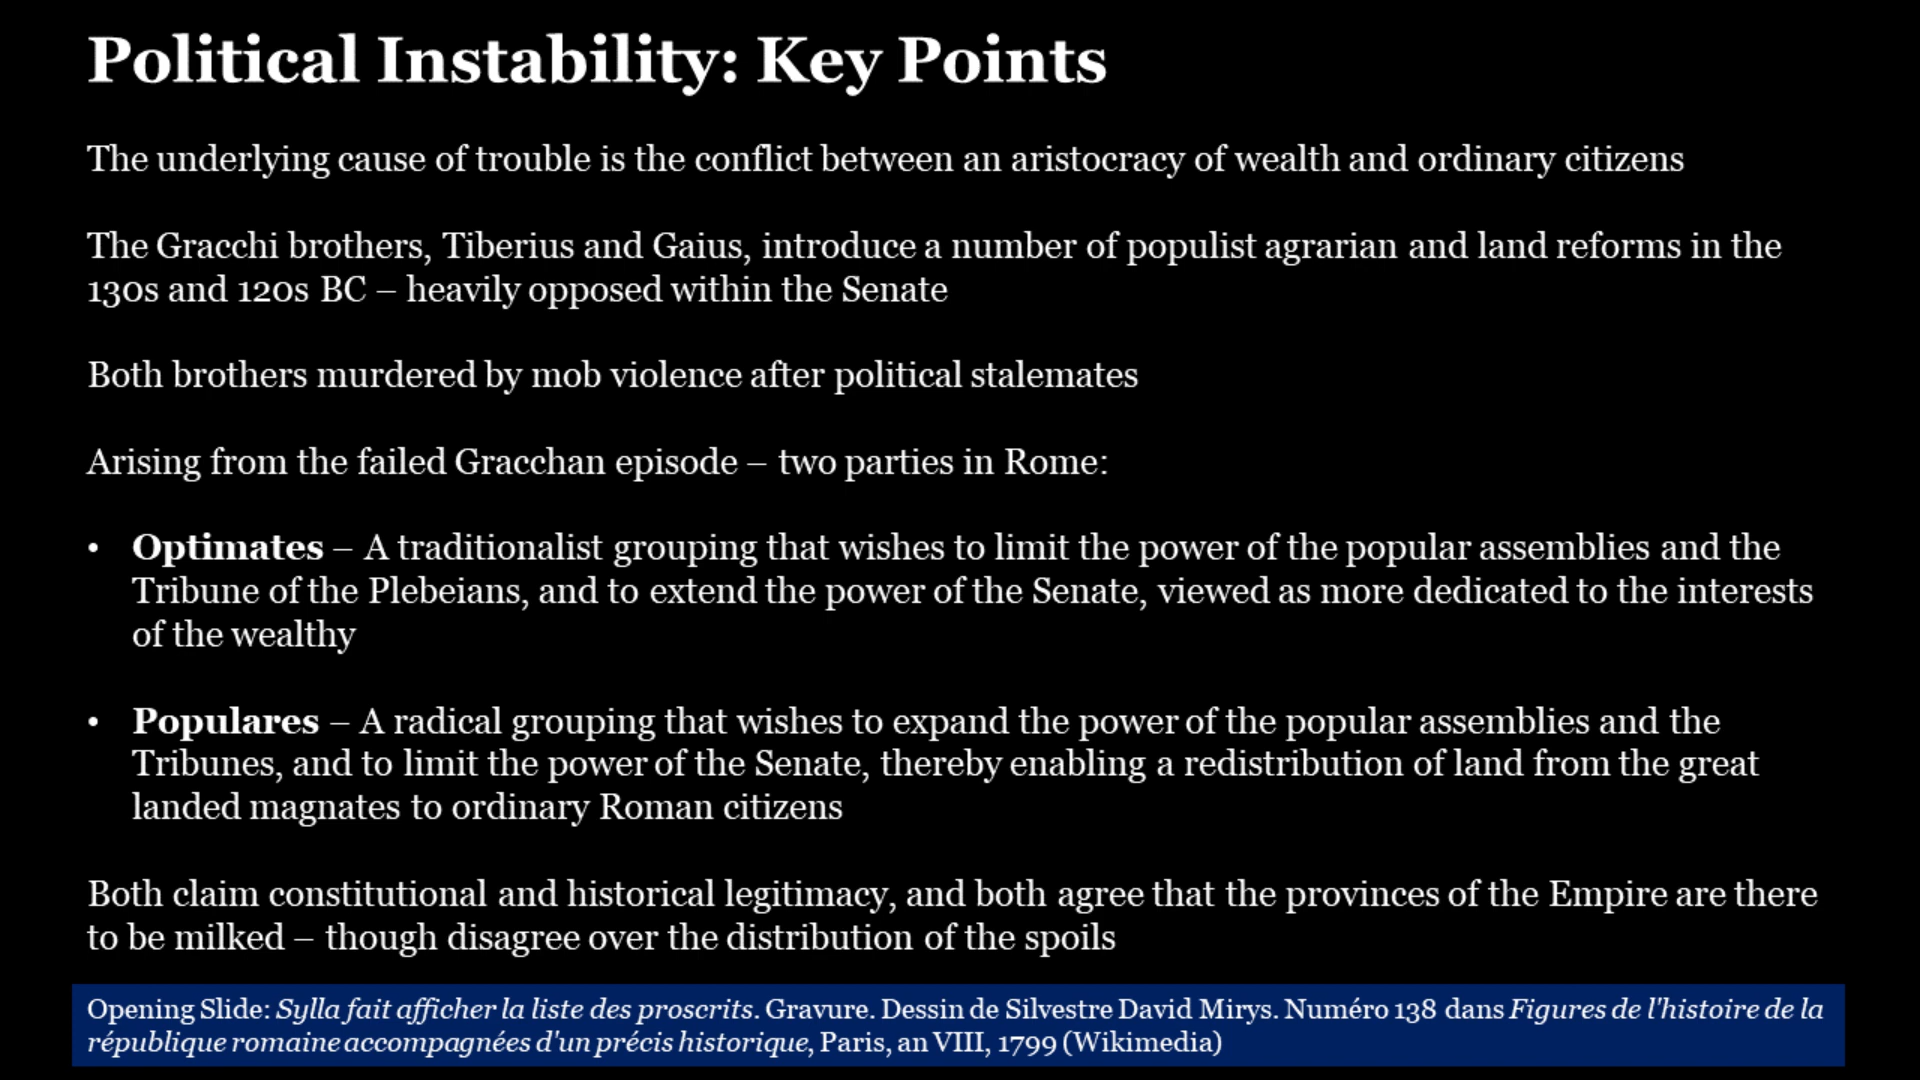 Political Instability: Key Points
The underlying cause of trouble is the conflict between an aristocracy of wealth and ordinary citizens
The Gracchi brothers, Tiberius and Gaius, introduce a number of populist agrarian and land reforms in the
130s and 120s BC – heavily opposed within the Senate
Both brothers murdered by mob violence after political stalemates
Arising from the failed Gracchan episode – two parties in Rome:
• Optimates – A traditionalist grouping that wishes to limit the power of the popular assemblies and the
Tribune of the Plebeians, and to extend the power of the Senate, viewed as more dedicated to the interests
of the wealthy
• Populares – A radical grouping that wishes to expand the power of the popular assemblies and the
Tribunes, and to limit the power of the Senate, thereby enabling a redistribution of land from the great
landed magnates to ordinary Roman citizens
Both claim constitutional and historical legitimacy, and both agree that the provinces of the Empire are there
to be milked – though disagree over the distribution of the spoils
Opening Slide: Sylla fait afficher la liste des proscrits. Gravure. Dessin de Silvestre David Mirys. Numéro 138 dans Figures de l'histoire de la
république romaine accompagnées d'un précis historique, Paris, an VIII, 1799 (Wikimedia)